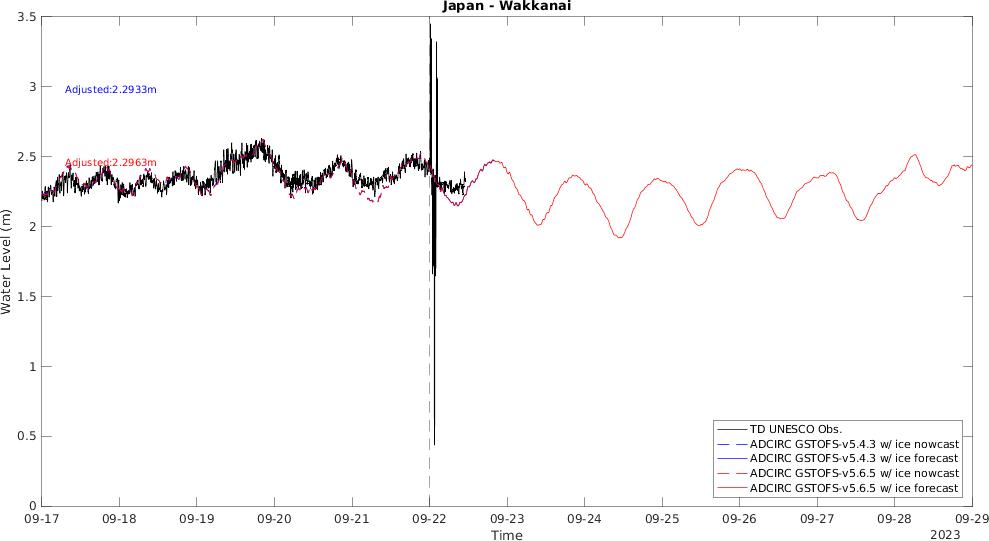 Japan - Wakkanai
3.5
3
2.5
2
1.5
1
0.5
0
Water Level (m)
Adjusted:2.2933m
Adjusted:2.2963m
TD UNESCO Obs.
ADCIRC GSTOFS-v5.4.3 w/ ice nowcast
ADCIRC GSTOFS-v5.4.3 w/ ice forecast
ADCIRC GSTOFS-v5.6.5 w/ ice nowcast
ADCIRC GSTOFS-v5.6.5 w/ ice forecast
09-17 09-18 09-19 09-20 09-21 09-22 09-23 09-24 09-25 09-26 09-27 09-28 09-29
Time
2023